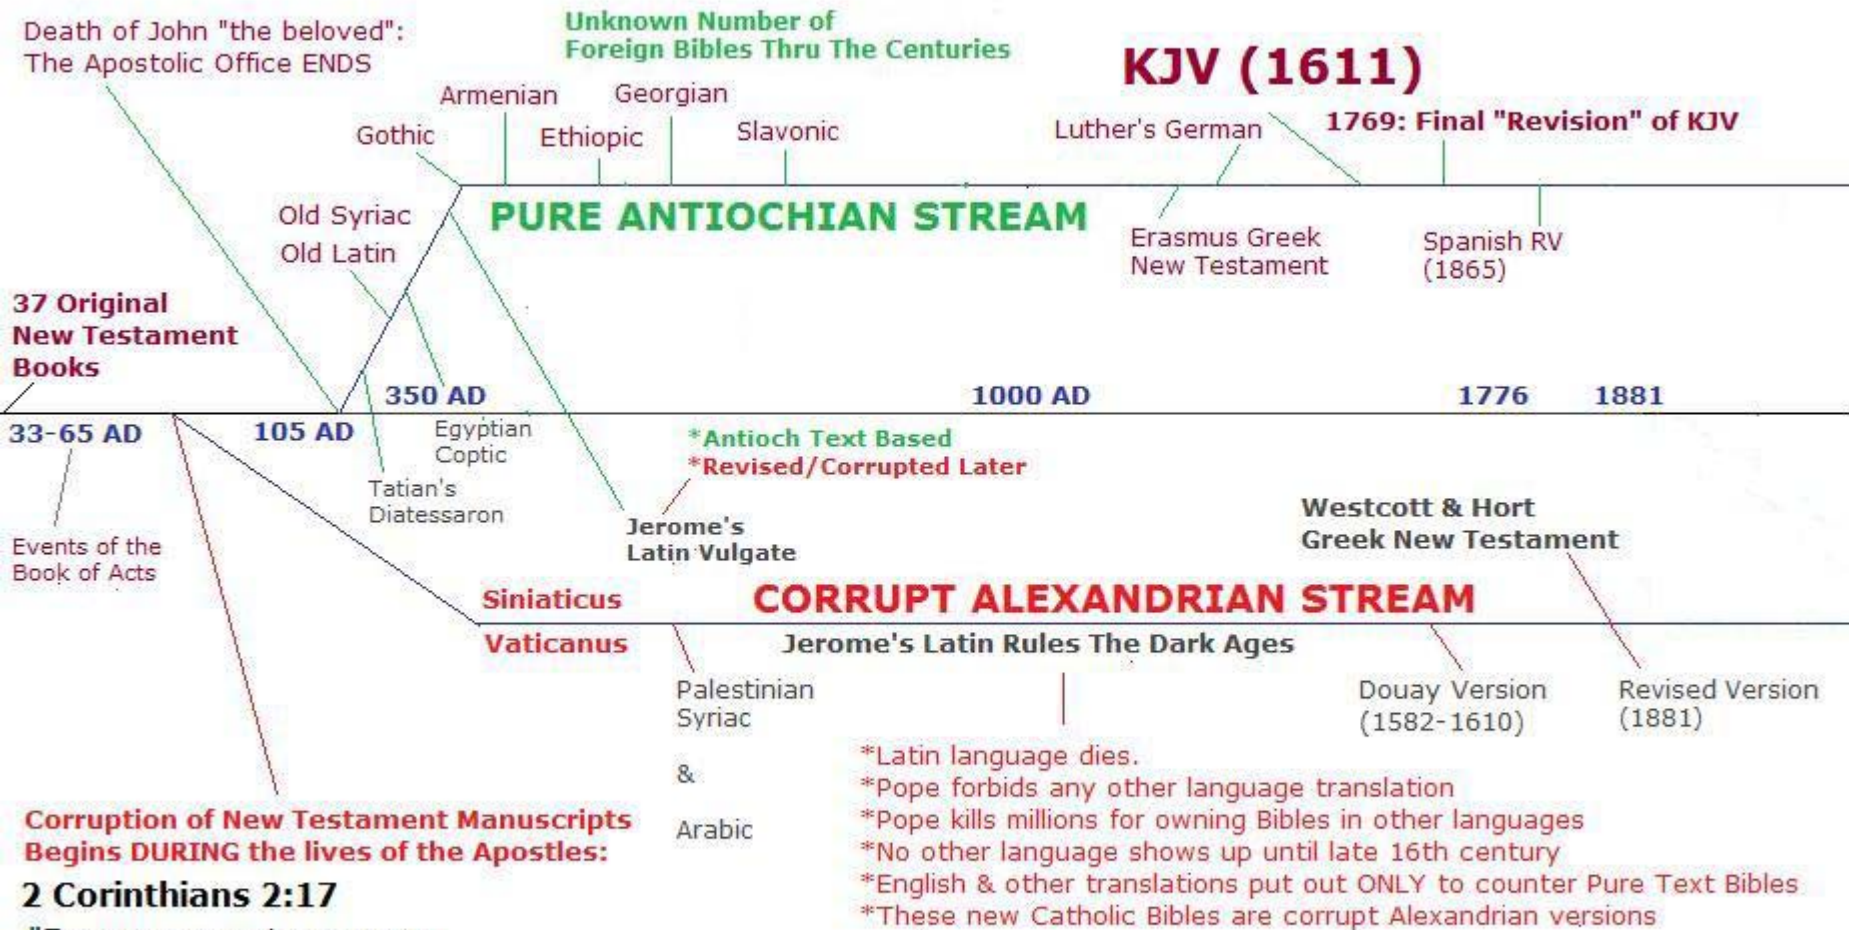 Death of John "the beloved":
The Apostolic Office ENDS
Unknown Number of
Foreign Bibles Thru The Centuries
KJV (1611)
Armenian
Georgian
Gothic
Ethiopic
Slavonic
Luther's German
1769: Final "Revision" of KJV
Old Syriac
Old Latin
PURE ANTIOCHIAN STREAM
Erasmus Greek
New Testament
Spanish RV
(1865)
37 Original
New Testament
Books
350 AD
1000 AD
1776
1881
33-65 AD
105 AD
Egyptian
Coptic
*Antioch Text Based
*Revised/Corrupted Later
Tatian's
Diatessaron
Jerome's
Latin Vulgate
Westcott & Hort
Greek New Testament
Events of the
Book of Acts
Siniaticus
CORRUPT ALEXANDRIAN STREAM
Vaticanus
Jerome's Latin Rules The Dark Ages
Palestinian
Syriac
&
Arabic
Douay Version
(1582-1610)
Revised Version
(1881)
*Latin language dies.
*Pope forbids any other language translation
*Pope kills millions for owning Bibles in other languages
*No other language shows up until late 16th century
*English & other translations put out ONLY to counter Pure Text Bibles
*These new Catholic Bibles are corrupt Alexandrian versions
Corruption of New Testament Manuscripts
Begins DURING the lives of the Apostles:
2 Corinthians 2:17